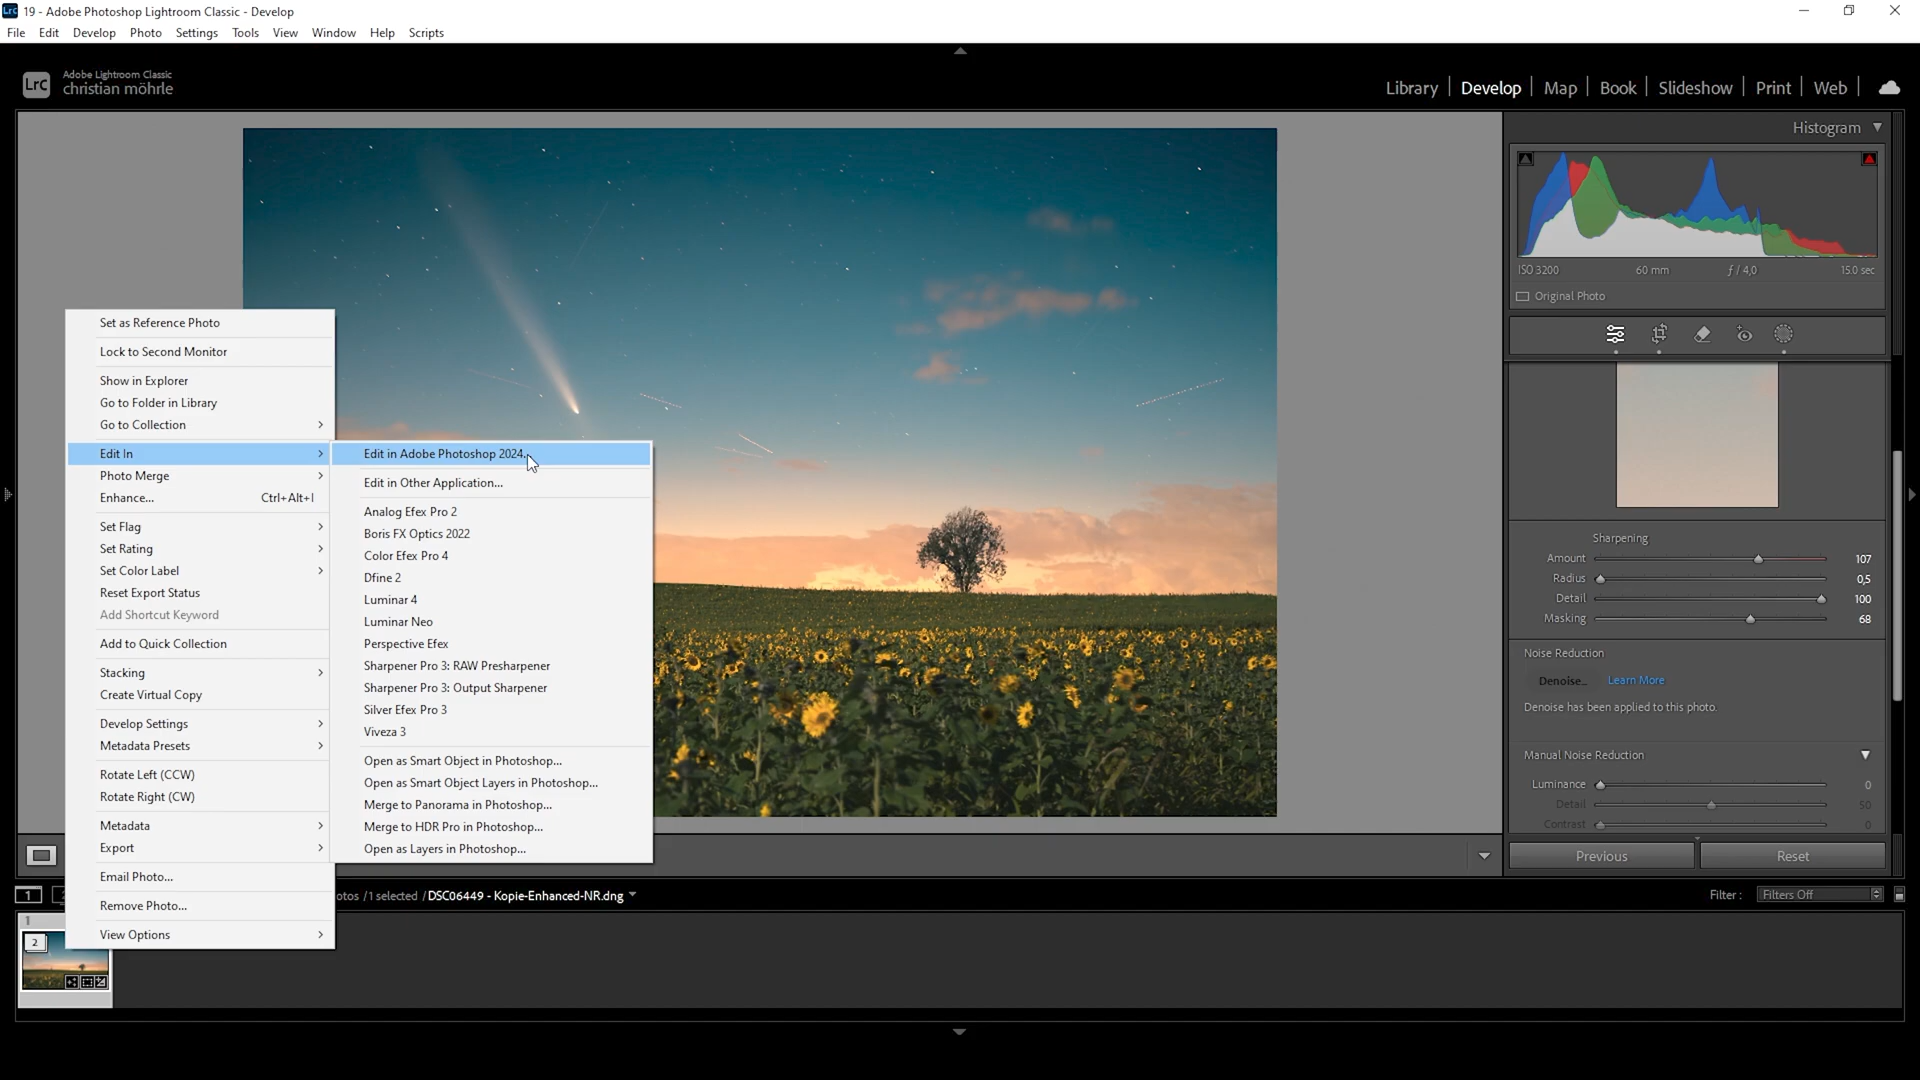 19 - Adobe Photoshop Lightroom Classic - Develop
File Edit Develop Photo Settings Tools View Window Help Scripts
LrC
Adobe Lightroom Classic
christian möhrle
Library Develop Map Book Slideshow Print Web
Histogram
ISO 3200 60 mm ƒ / 4,0 15.0 sec
Original Photo
Set as Reference Photo
Lock to Second Monitor
Show in Explorer
Go to Folder in Library
Go to Collection
Edit In
Photo Merge
Enhance... Ctrl+Alt+I
Set Flag
Set Rating
Set Color Label
Reset Export Status
Add Shortcut Keyword
Add to Quick Collection
Stacking
Create Virtual Copy
Develop Settings
Metadata Presets
Rotate Left (CCW)
Rotate Right (CW)
Metadata
Export
Email Photo...
Remove Photo...
View Options
Edit in Adobe Photoshop 2024...
Edit in Other Application...
Analog Efex Pro 2
Boris FX Optics 2022
Color Efex Pro 4
Dfine 2
Luminar 4
Luminar Neo
Perspective Efex
Sharpener Pro 3: RAW Presharpener
Sharpener Pro 3: Output Sharpener
Silver Efex Pro 3
Viveza 3
Open as Smart Object in Photoshop...
Open as Smart Object Layers in Photoshop...
Merge to Panorama in Photoshop...
Merge to HDR Pro in Photoshop...
Open as Layers in Photoshop...
Sharpening
Amount 107
Radius 0,5
Detail 100
Masking 68
Noise Reduction
Denoise... Learn More
Denoise has been applied to this photo.
Manual Noise Reduction
Luminance 0
Detail 50
Contrast 0
Previous Reset
1 otos / 1 selected / DSC06449 - Kopie-Enhanced-NR.dng
Filter : Filters Off
1
2